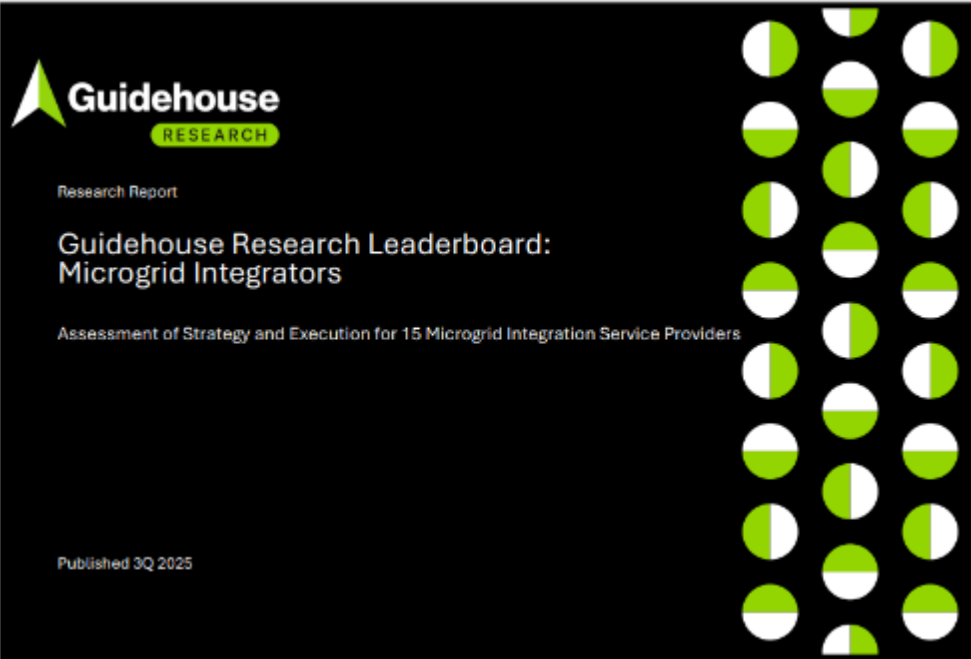 Guidehouse
RESEARCH
Research Report
Guidehouse Research Leaderboard:
Microgrid Integrators
Assessment of Strategy and Execution for 15 Microgrid Integration Service Providers
Published 3Q 2025